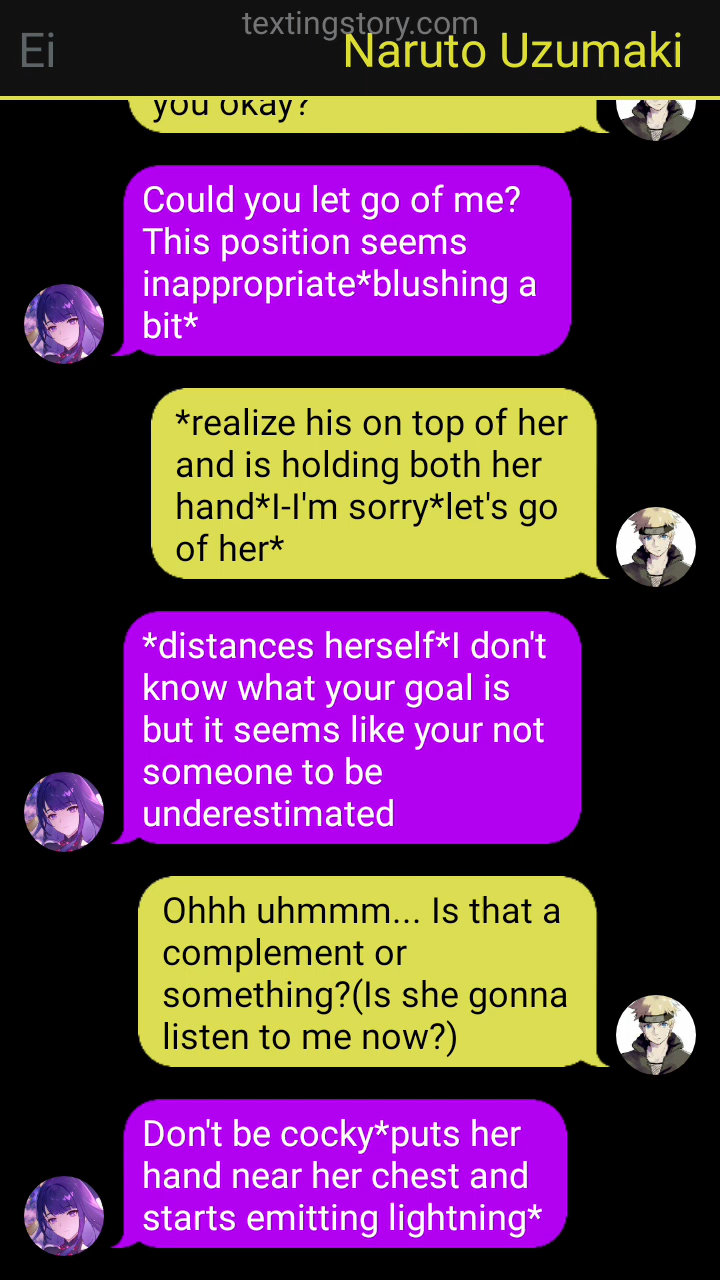 textingstory.com
Ei
Naruto Uzumaki
you okay?
Could you let go of me?
This position seems
inappropriate*blushing a
bit*
*realize his on top of her
and is holding both her
hand*I-I'm sorry*let's go
of her*
*distances herself*I don't
know what your goal is
but it seems like your not
someone to be
underestimated
Ohhh uhmmm... Is that a
complement or
something?(Is she gonna
listen to me now?)
Don't be cocky*puts her
hand near her chest and
starts emitting lightning*